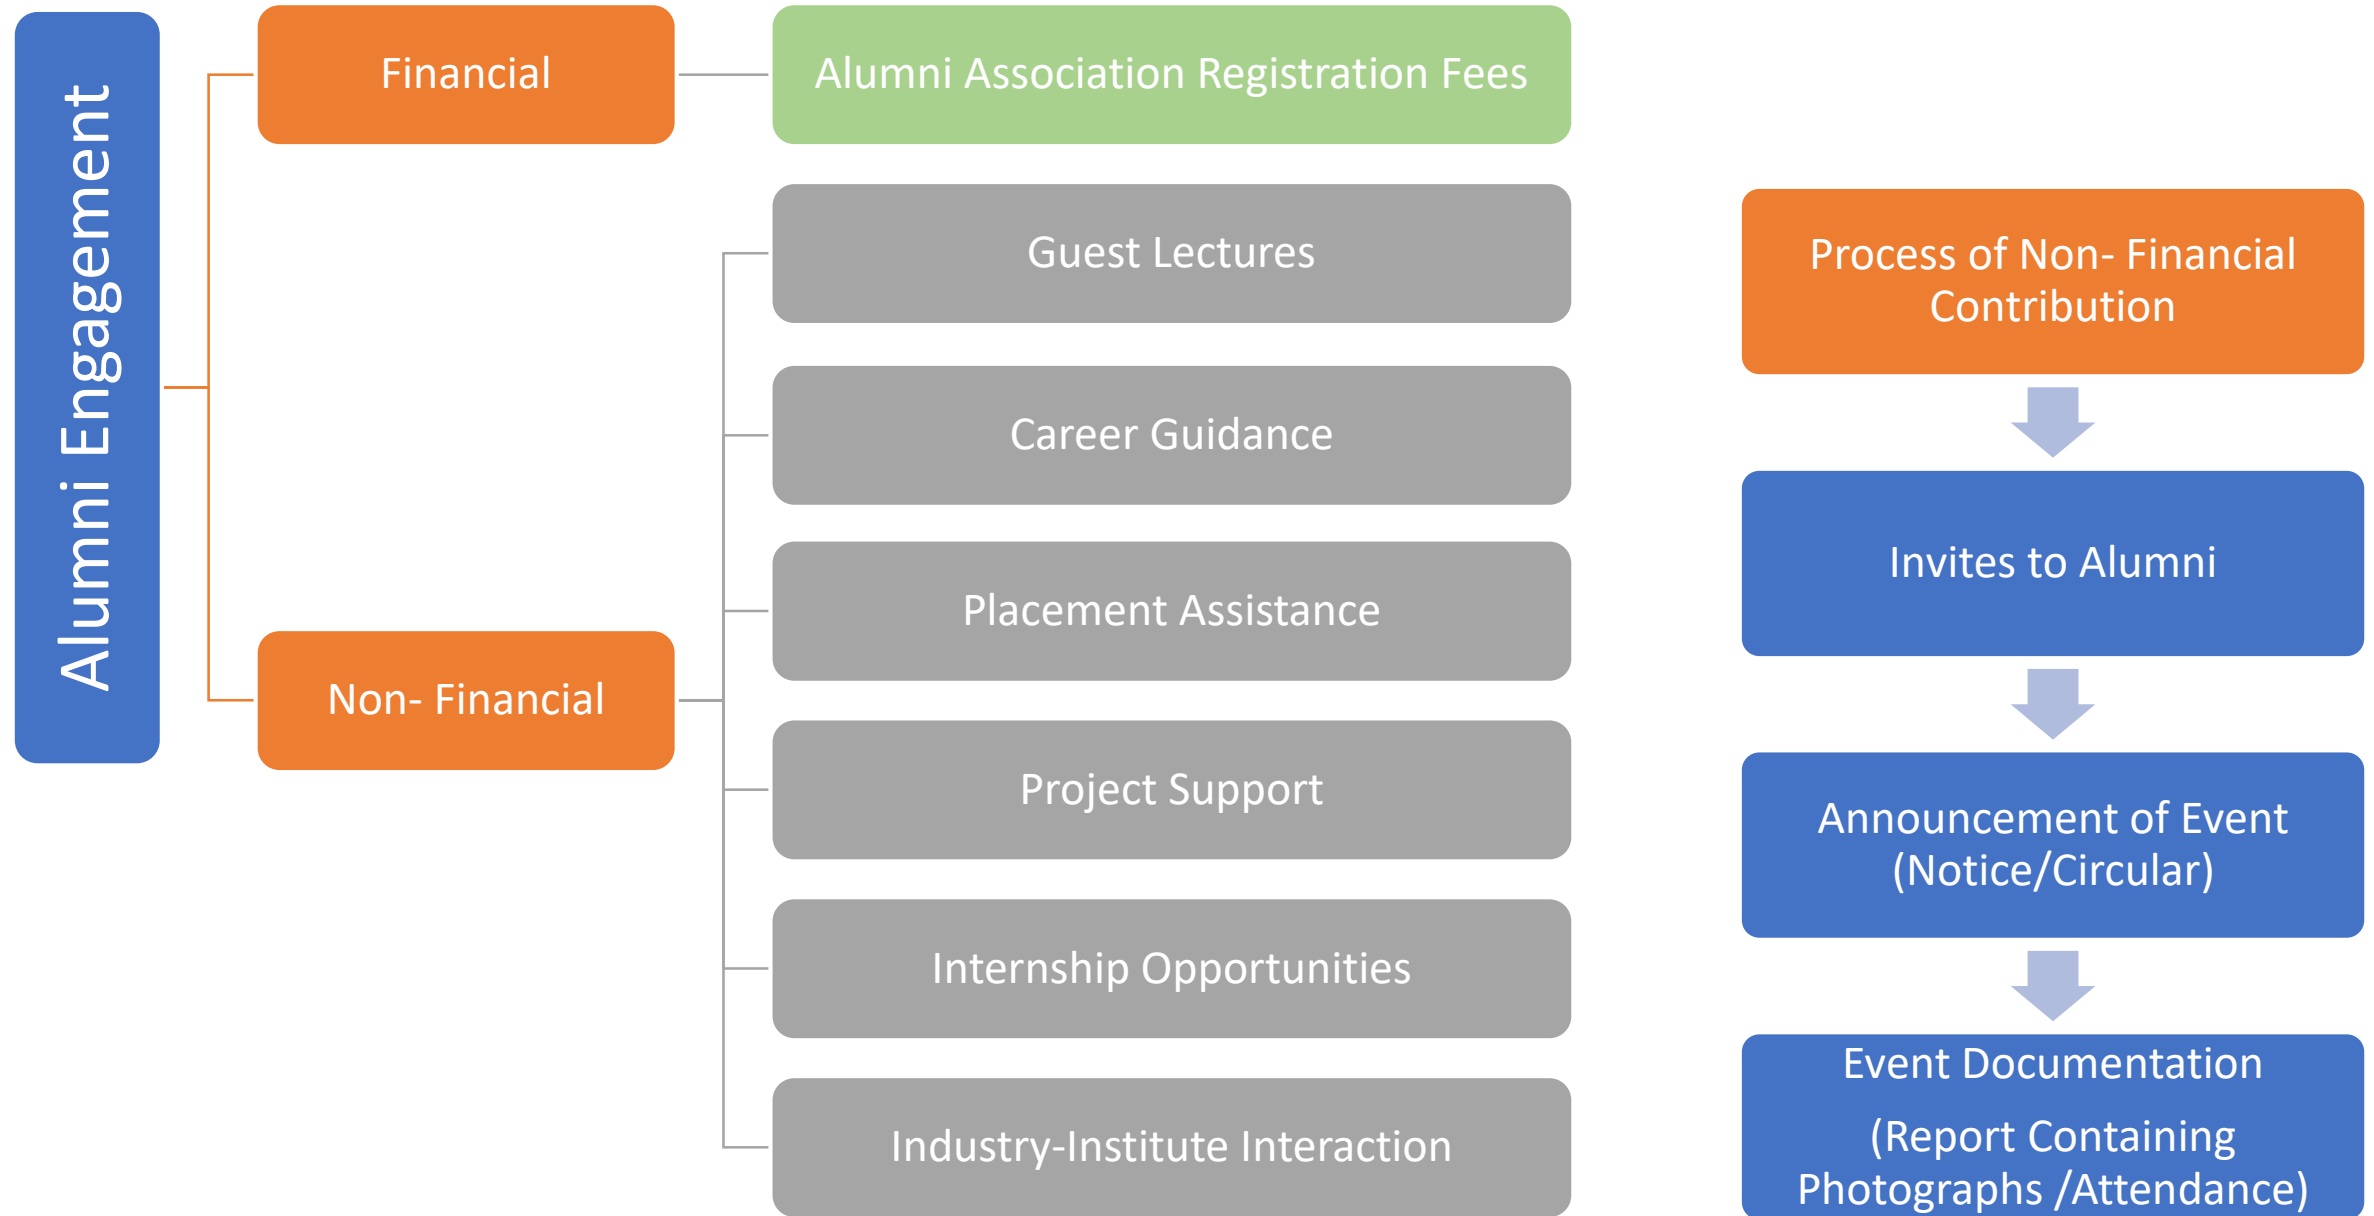 Alumni Engagement
Financial
Alumni Association Registration Fees
Non- Financial
Guest Lectures
Career Guidance
Placement Assistance
Project Support
Internship Opportunities
Industry-Institute Interaction
Process of Non- Financial
Contribution
Invites to Alumni
Announcement of Event
(Notice/Circular)
Event Documentation
(Report Containing
Photographs /Attendance)